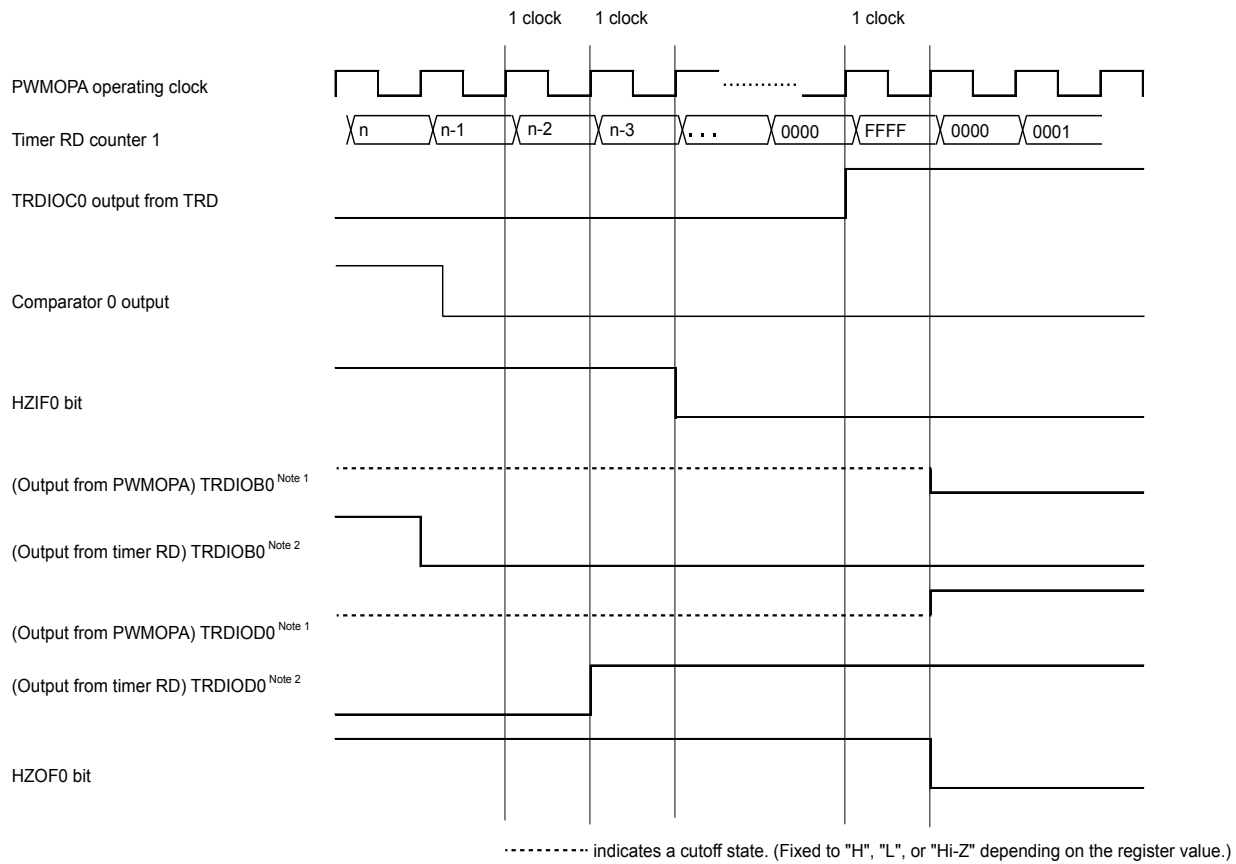 1 clock 1 clock 1 clock
PWMOPA operating clock
Timer RD counter 1
n n-1 n-2 n-3 ... 0000 FFFF 0000 0001
TRDIOC0 output from TRD
Comparator 0 output
HZIF0 bit
(Output from PWMOPA) TRDIOB0 Note 1
(Output from timer RD) TRDIOB0 Note 2
(Output from PWMOPA) TRDIOD0 Note 1
(Output from timer RD) TRDIOD0 Note 2
HZOF0 bit
indicates a cutoff state. (Fixed to "H", "L", or "Hi-Z" depending on the register value.)